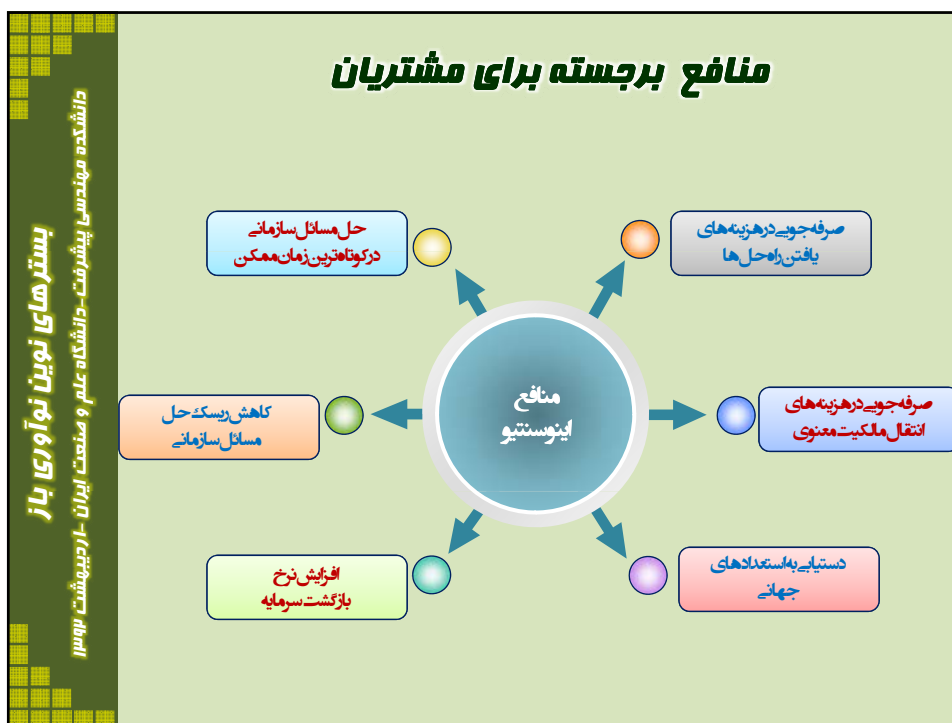 منافع برجسته برای مشتریان
صرفه‌جویی در هزینه‌های
یافتن راه‌حل‌ها
حل مسائل سازمانی
در کوتاه‌ترین زمان ممکن
صرفه‌جویی در هزینه‌های
انتقال مالکیت معنوی
منافع
اینوسنتیو
کاهش ریسک حل
مسائل سازمانی
دستیابی به استعدادهای
جهانی
افزایش نرخ
بازگشت سرمایه
بسترهای نوین نوآوری باز
دانشکده مهندسی پیشرفت-دانشگاه علم و صنعت ایران -اردیبهشت ۱۳۹۲